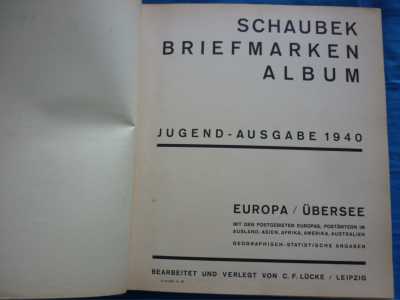 SCHAUBEK
BRIEFMARKEN
ALBUM
JUGEND-AUSGABE 1940
EUROPA / ÜBERSEE
MIT DEN POSTGEBIETEN EUROPAS, POSTÄMTERN IM
AUSLAND, ASIEN, AFRIKA, AMERIKA, AUSTRALIEN
GEOGRAPHISCH-STATISTISCHE ANGABEN
BEARBEITET UND VERLEGT VON C. F. LÜCKE / LEIPZIG